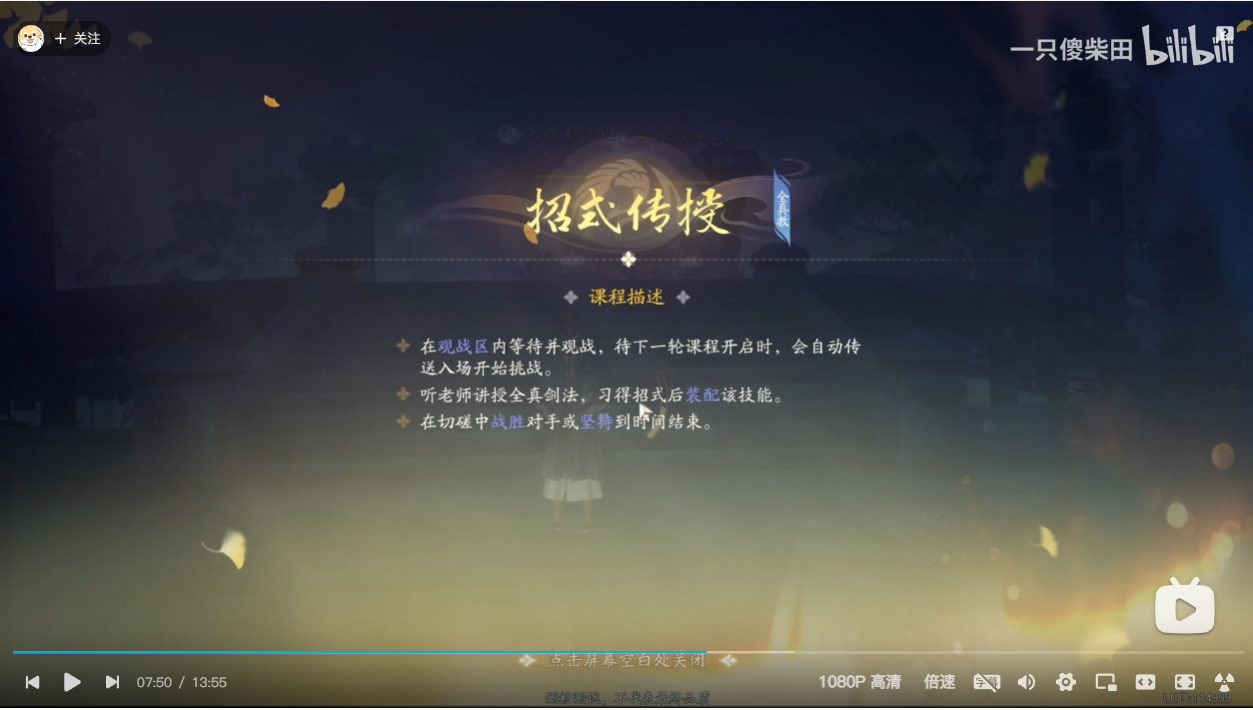 + 关注
一只傻柴田 bilibili
招式传授
全真教
课程描述
在观战区内等待并观战，待下一轮课程开启时，会自动传
送入场开始挑战。
听老师讲授全真剑法，习得招式后装配该技能。
在切磋中战胜对手或坚持到时间结束。
点击屏幕空白处关闭
07:50 / 13:55
1080P 高清
倍速
字幕